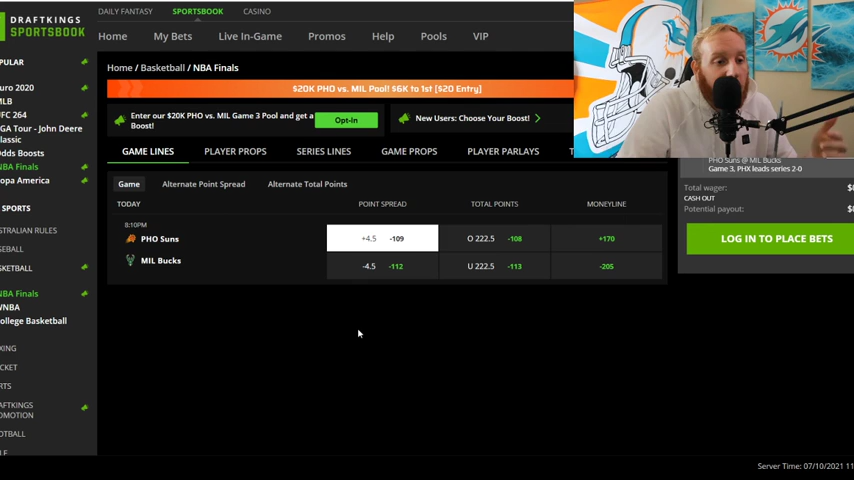 DRAFTKINGS
SPORTSBOOK
DAILY FANTASY
SPORTSBOOK
CASINO
Home
My Bets
Live In-Game
Promos
Help
Pools
VIP
Home / Basketball / NBA Finals
$20K PHO vs. MIL Pool! $6K to 1st [$20 Entry]
Enter our $20K PHO vs. MIL Game 3 Pool and get a
Boost!
Opt-In
New Users: Choose Your Boost!
GAME LINES
PLAYER PROPS
SERIES LINES
GAME PROPS
PLAYER PARLAYS
T
Game
Alternate Point Spread
Alternate Total Points
TODAY
POINT SPREAD
TOTAL POINTS
MONEYLINE
8:10PM
PHO Suns
+4.5 -109
O 222.5 -108
+170
MIL Bucks
-4.5 -112
U 222.5 -113
-205
OPULAR
uro 2020
MLB
FC 264
GA Tour - John Deere
lassic
dds Boosts
NBA Finals
opa America
SPORTS
STRALIAN RULES
SEBALL
SKETBALL
NBA Finals
WNBA
ollege Basketball
XING
CKET
RTS
AFTKINGS
OMOTION
OTBALL
PHO Suns @ MIL Bucks
Game 3, PHX leads series 2-0
Total wager:
CASH OUT
Potential payout:
LOG IN TO PLACE BETS
Server Time: 07/10/2021 11